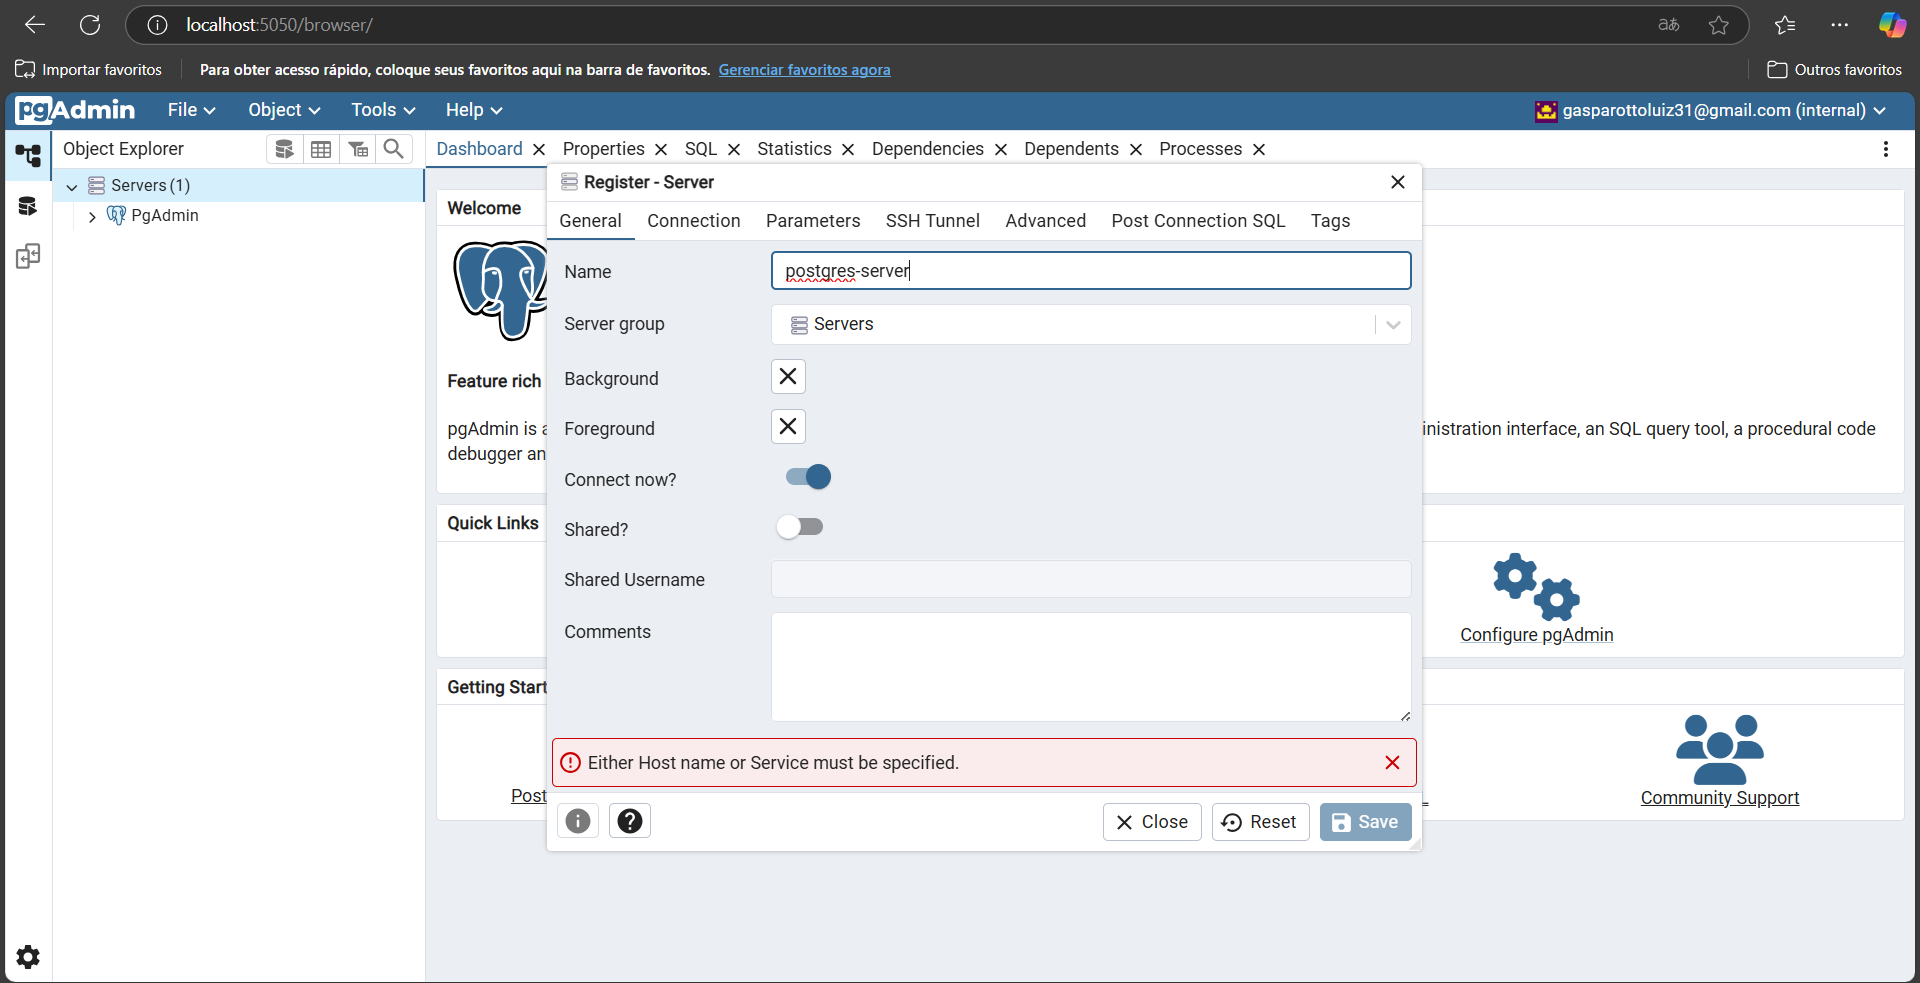 localhost:5050/browser/
aあ
Importar favoritos
Para obter acesso rápido, coloque seus favoritos aqui na barra de favoritos. Gerenciar favoritos agora
Outros favoritos
pgAdmin
File
Object
Tools
Help
gasparottoluiz31@gmail.com (internal)
Object Explorer
Dashboard
Properties
SQL
Statistics
Dependencies
Dependents
Processes
Servers (1)
PgAdmin
Welcome
Feature rich
pgAdmin is a
debugger an
inistration interface, an SQL query tool, a procedural code
Quick Links
Configure pgAdmin
Getting Start
Post
Community Support
Register - Server
General
Connection
Parameters
SSH Tunnel
Advanced
Post Connection SQL
Tags
Name
postgres-server
Server group
Servers
Background
Foreground
Connect now?
Shared?
Shared Username
Comments
Either Host name or Service must be specified.
Close
Reset
Save